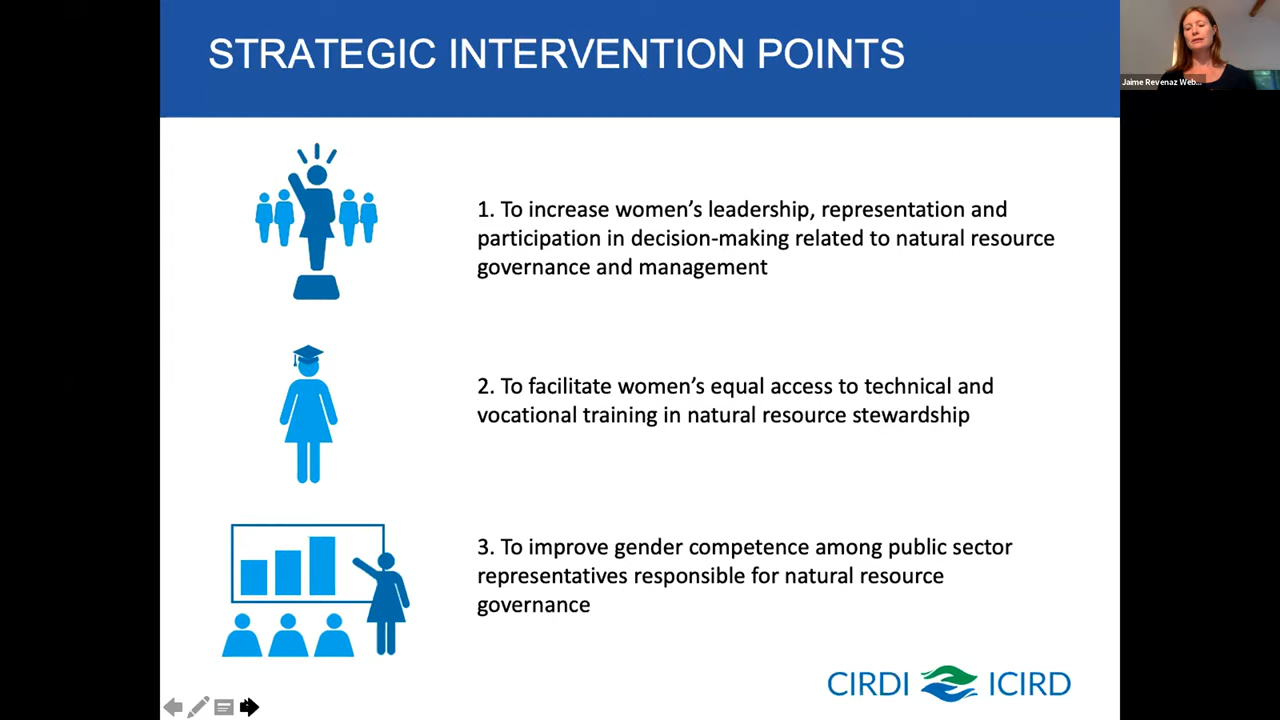 STRATEGIC INTERVENTION POINTS
Jaime Revenaz Web...
1. To increase women’s leadership, representation and
participation in decision-making related to natural resource
governance and management
2. To facilitate women’s equal access to technical and
vocational training in natural resource stewardship
3. To improve gender competence among public sector
representatives responsible for natural resource
governance
CIRDI ICIRD